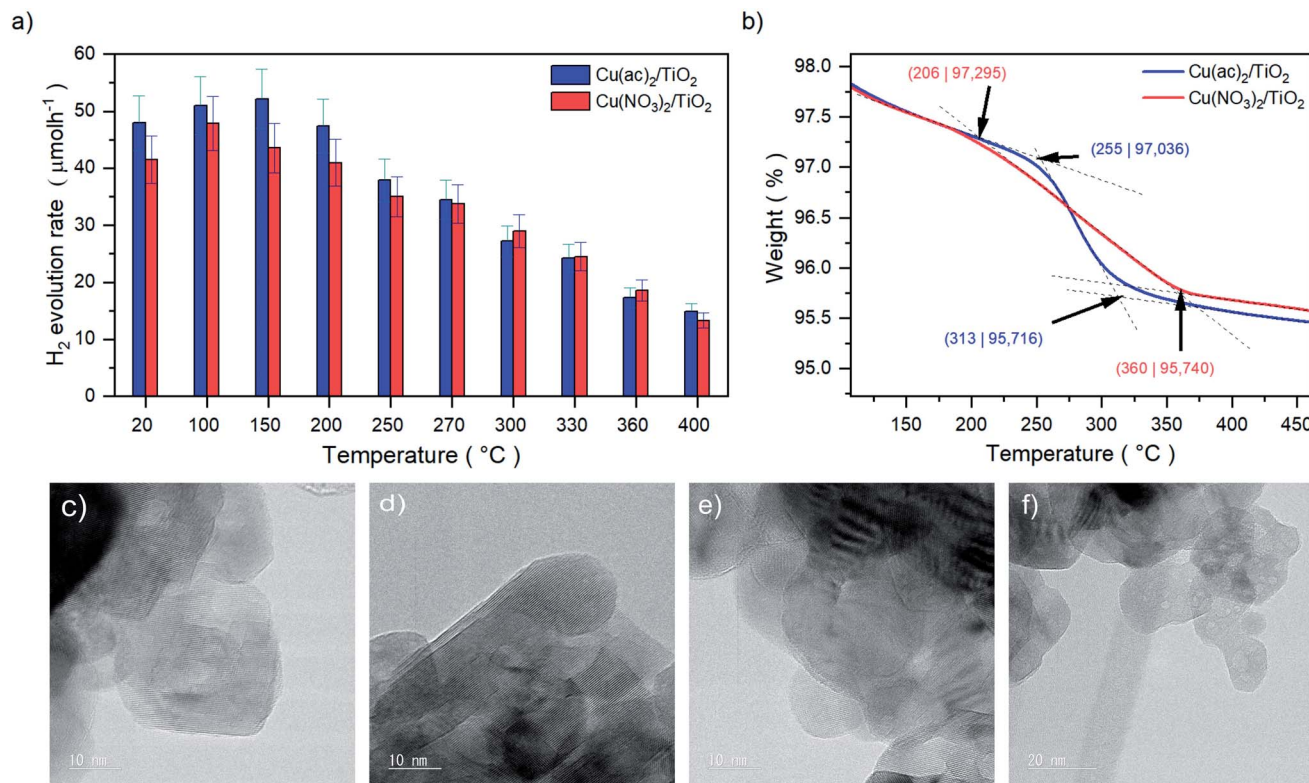 a)
H2 evolution rate ( μmolh-1)
60
50
40
30
20
10
0
Cu(ac)2/TiO2
Cu(NO3)2/TiO2
20 100 150 200 250 270 300 330 360 400
Temperature ( °C )
b)
Weight ( % )
98.0
97.5
97.0
96.5
96.0
95.5
95.0
(206 | 97,295)
Cu(ac)2/TiO2
Cu(NO3)2/TiO2
(255 | 97,036)
(313 | 95,716)
(360 | 95,740)
150 200 250 300 350 400 450
Temperature ( °C )
c)
10 nm
d)
10 nm
e)
10 nm
f)
20 nm